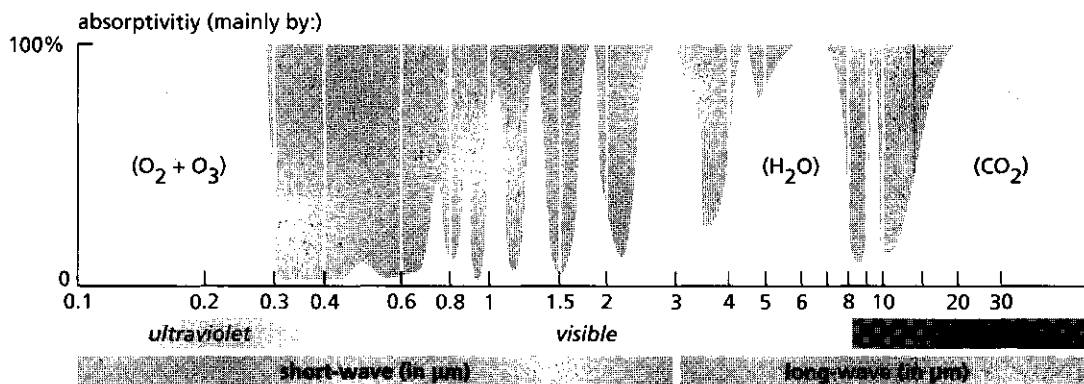 absorptivitiy (mainly by:)
100%
(O₂ + O₃) (H₂O) (CO₂)
0
0.1 0.2 0.3 0.4 0.6 0.8 1 1.5 2 3 4 5 6 8 10 20 30
ultraviolet visible
short-wave (in µm) long-wave (in µm)